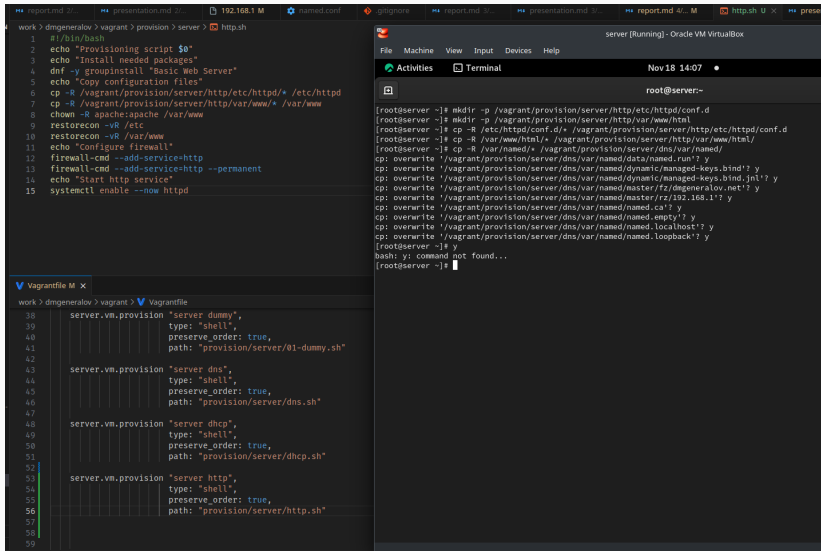 report.md 2/...
presentation.md 2/...
192.168.1 M
named.conf
.gitignore
report.md 3/...
presentation.md 3/...
report.md 4/... M
http.sh U
work > dmgeneralov > vagrant > provision > server > http.sh
1 #!/bin/bash
2 echo "Provisioning script $0"
3 echo "Install needed packages"
4 dnf -y groupinstall "Basic Web Server"
5 echo "Copy configuration files"
6 cp -R /vagrant/provision/server/http/etc/httpd/* /etc/httpd
7 cp -R /vagrant/provision/server/http/var/www/* /var/www
8 chown -R apache:apache /var/www
9 restorecon -vR /etc
10 restorecon -vR /var/www
11 echo "Configure firewall"
12 firewall-cmd --add-service=http
13 firewall-cmd --add-service=http --permanent
14 echo "Start http service"
15 systemctl enable --now httpd
Vagrantfile M
work > dmgeneralov > vagrant > Vagrantfile
38 server.vm.provision "server dummy",
39 type: "shell",
40 preserve_order: true,
41 path: "provision/server/01-dummy.sh"
42
43 server.vm.provision "server dns",
44 type: "shell",
45 preserve_order: true,
46 path: "provision/server/dns.sh"
47
48 server.vm.provision "server dhcp",
49 type: "shell",
50 preserve_order: true,
51 path: "provision/server/dhcp.sh"
52
53 server.vm.provision "server http",
54 type: "shell",
55 preserve_order: true,
56 path: "provision/server/http.sh"
57
58
59
server [Running] - Oracle VM VirtualBox
File Machine View Input Devices Help
Activities Terminal Nov 18 14:07
root@server:~
[root@server ~]# mkdir -p /vagrant/provision/server/http/etc/httpd/conf.d
[root@server ~]# mkdir -p /vagrant/provision/server/http/var/www/html
[root@server ~]# cp -R /etc/httpd/conf.d/* /vagrant/provision/server/http/etc/httpd/conf.d
[root@server ~]# cp -R /var/www/html/* /vagrant/provision/server/http/var/www/html/
[root@server ~]# cp -R /var/named/* /vagrant/provision/server/dns/var/named/
cp: overwrite '/vagrant/provision/server/dns/var/named/data/named.run'? y
cp: overwrite '/vagrant/provision/server/dns/var/named/dynamic/managed-keys.bind'? y
cp: overwrite '/vagrant/provision/server/dns/var/named/dynamic/managed-keys.bind.jnl'? y
cp: overwrite '/vagrant/provision/server/dns/var/named/master/fz/dmgeneralov.net'? y
cp: overwrite '/vagrant/provision/server/dns/var/named/master/rz/192.168.1'? y
cp: overwrite '/vagrant/provision/server/dns/var/named/named.ca'? y
cp: overwrite '/vagrant/provision/server/dns/var/named/named.empty'? y
cp: overwrite '/vagrant/provision/server/dns/var/named/named.localhost'? y
cp: overwrite '/vagrant/provision/server/dns/var/named/named.loopback'? y
[root@server ~]# y
bash: y: command not found...
[root@server ~]#